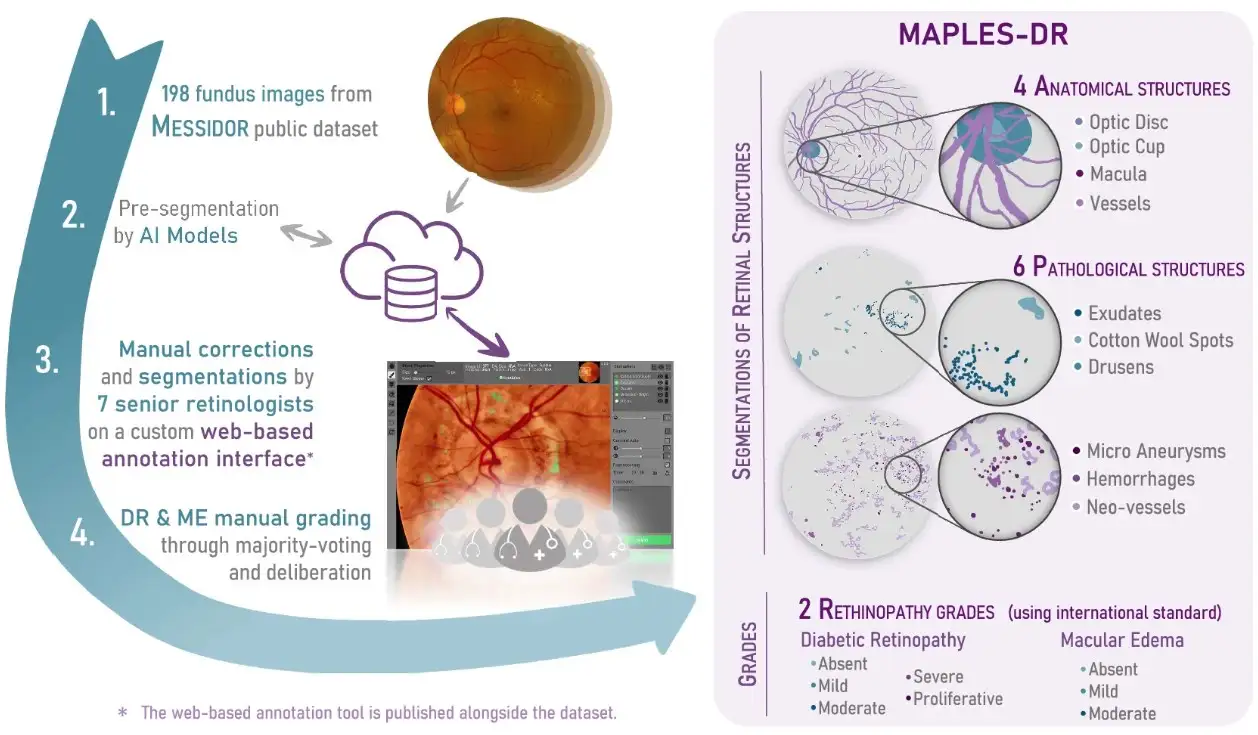 1.
198 fundus images from
MESSIDOR public dataset
2.
Pre-segmentation
by AI Models
3.
Manual corrections
and segmentations by
7 senior retinologists
on a custom web-based
annotation interface*
4.
DR & ME manual grading
through majority-voting
and deliberation
* The web-based annotation tool is published alongside the dataset.
MAPLES-DR
SEGMENTATIONS OF RETINAL STRUCTURES
4 ANATOMICAL STRUCTURES
• Optic Disc
• Optic Cup
• Macula
• Vessels
6 PATHOLOGICAL STRUCTURES
• Exudates
• Cotton Wool Spots
• Drusens
• Micro Aneurysms
• Hemorrhages
• Neo-vessels
GRADES
2 RETHINOPATHY GRADES (using international standard)
Diabetic Retinopathy
•Absent
•Mild
•Moderate
•Severe
•Proliferative
Macular Edema
•Absent
•Mild
•Moderate